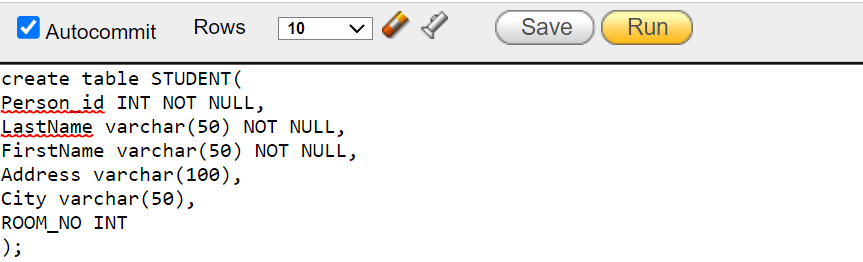 Autocommit Rows 10 Save Run
create table STUDENT(
Person_id INT NOT NULL,
LastName varchar(50) NOT NULL,
FirstName varchar(50) NOT NULL,
Address varchar(100),
City varchar(50),
ROOM_NO INT
);